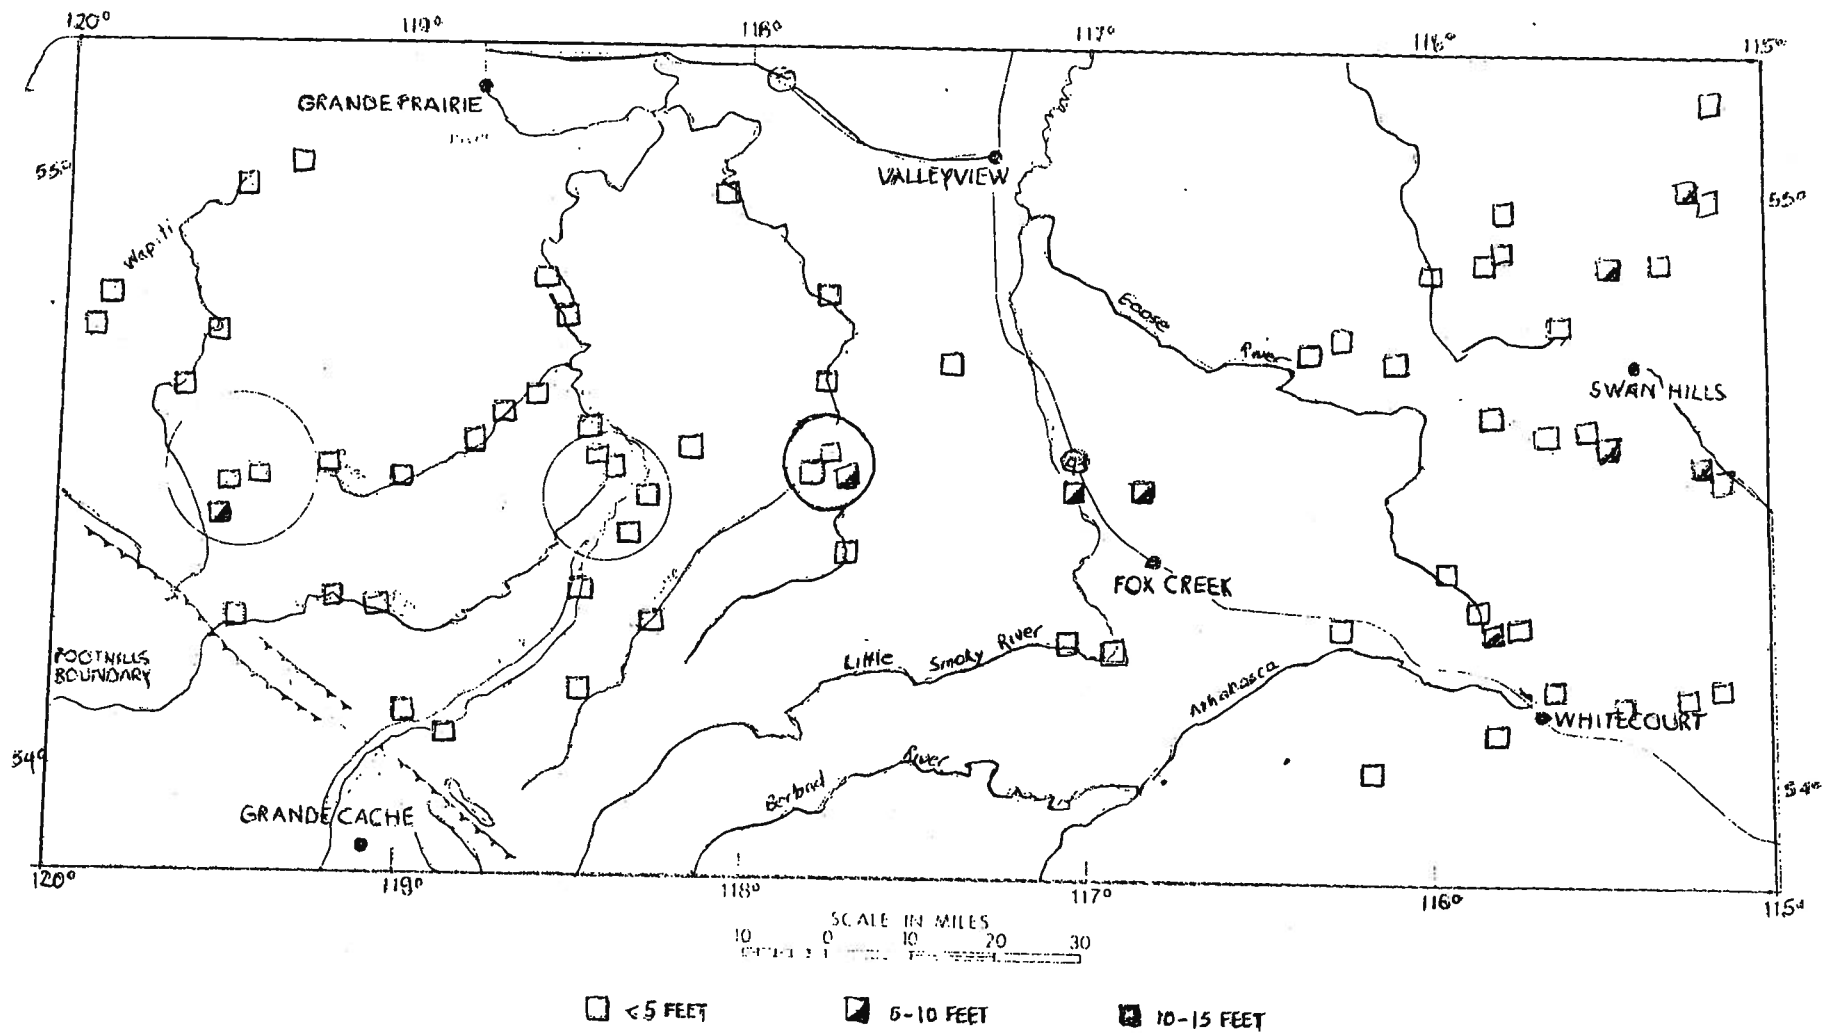 120° 119° 118° 117° 116° 115°
GRANDE PRAIRIE
River
VALLEYVIEW
55°
55°
Wapiti
Goose
River
SWAN HILLS
FOX CREEK
FOOTHILLS
BOUNDARY
Little Smoky River
Athabasca
WHITECOURT
54°
54°
Berland River
GRANDE CACHE
120° 119° 118° 117° 116° 115°
SCALE IN MILES
10 0 10 20 30
<5 FEET 5-10 FEET 10-15 FEET